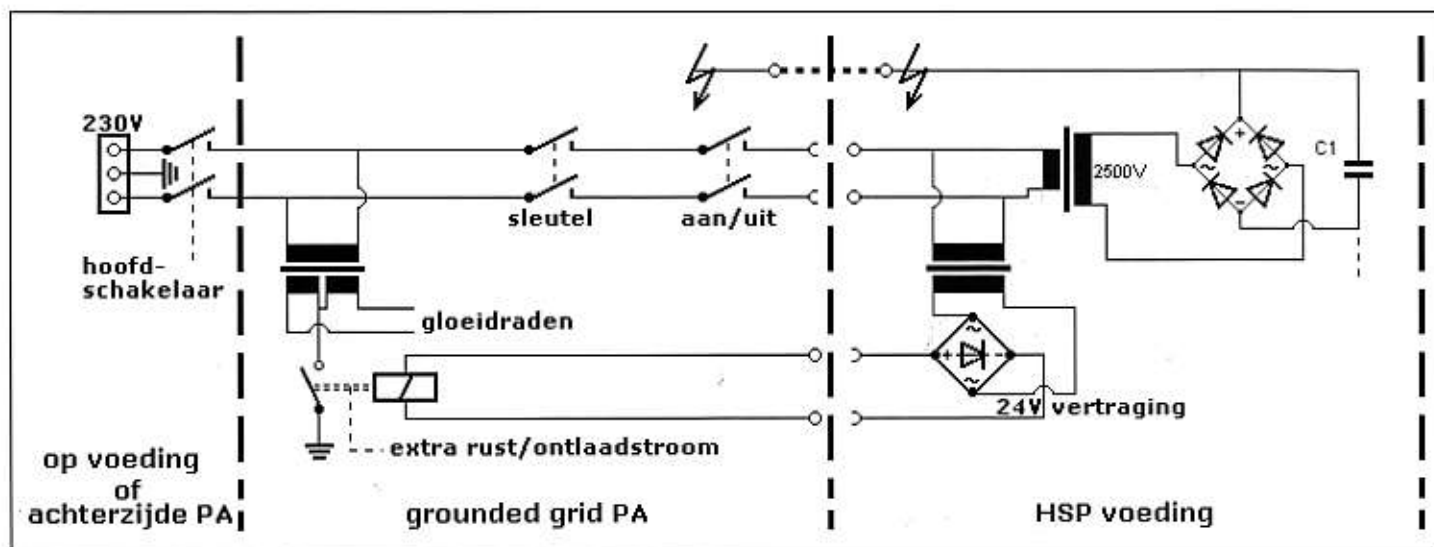 230V
2500V
C1
sleutel
aan/uit
hoofd-
schakelaar
gloeidraden
24V vertraging
extra rust/ontlaadstroom
op voeding
of
achterzijde PA
grounded grid PA
HSP voeding